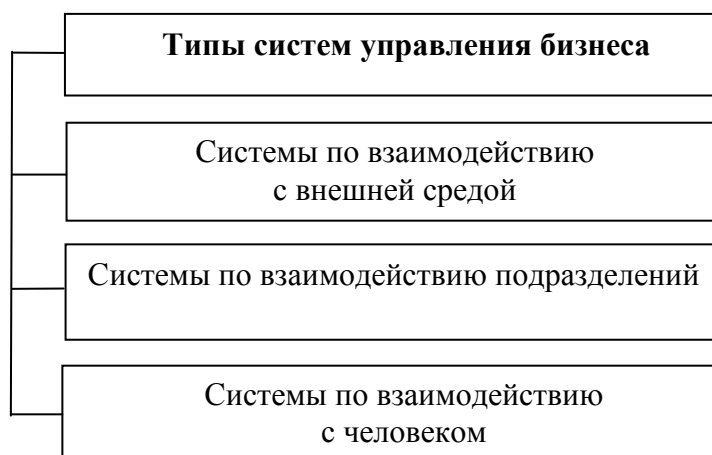 Типы систем управления бизнеса
Системы по взаимодействию
с внешней средой
Системы по взаимодействию подразделений
Системы по взаимодействию
с человеком